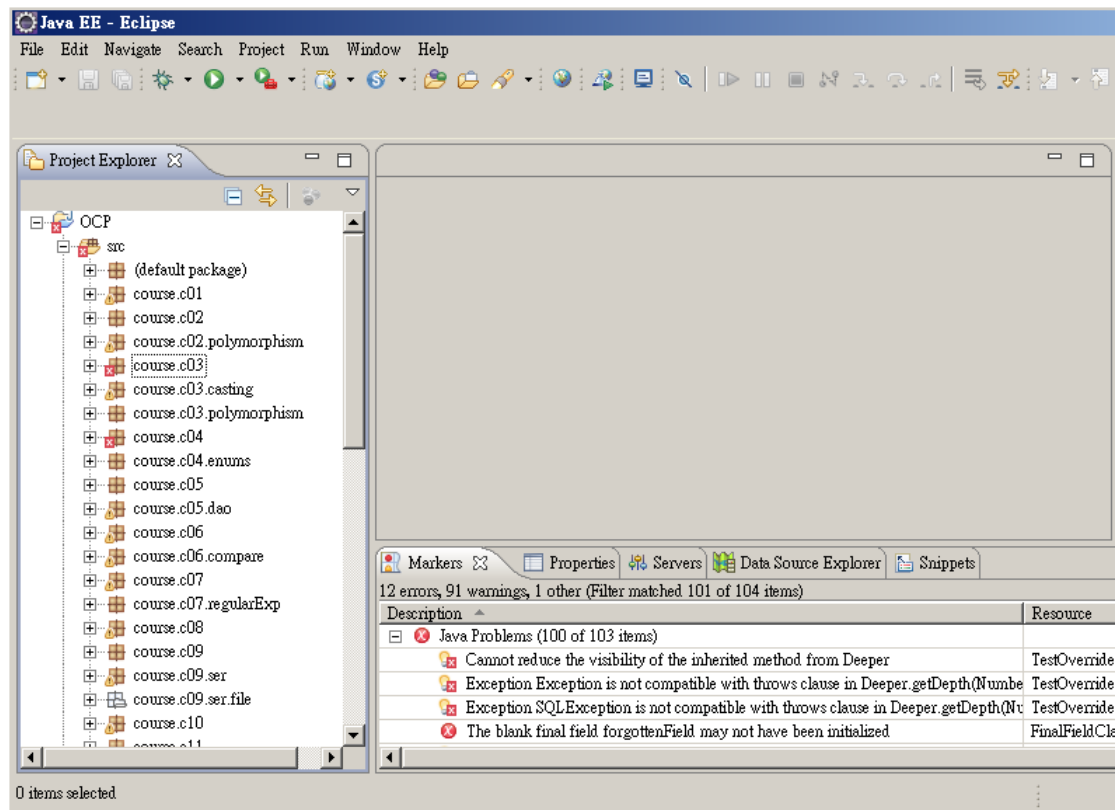 Java EE - Eclipse
File Edit Navigate Search Project Run Window Help
Project Explorer
OCP
src
(default package)
course.c01
course.c02
course.c02.polymorphism
course.c03
course.c03.casting
course.c03.polymorphism
course.c04
course.c04.enums
course.c05
course.c05.dao
course.c06
course.c06.compare
course.c07
course.c07.regularExp
course.c08
course.c09
course.c09.ser
course.c09.ser.file
course.c10
Markers Properties Servers Data Source Explorer Snippets
12 errors, 91 warnings, 1 other (Filter matched 101 of 104 items)
Description Resource
Java Problems (100 of 103 items)
Cannot reduce the visibility of the inherited method from Deeper TestOverride
Exception Exception is not compatible with throws clause in Deeper.getDepth(Numbe TestOverride
Exception SQLException is not compatible with throws clause in Deeper.getDepth(Nu TestOverride
The blank final field forgottenField may not have been initialized FinalFieldCla
0 items selected